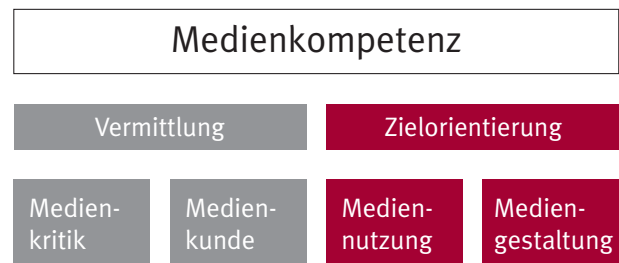 Medienkompetenz
Vermittlung
Zielorientierung
Medien-
kritik
Medien-
kunde
Medien-
nutzung
Medien-
gestaltung